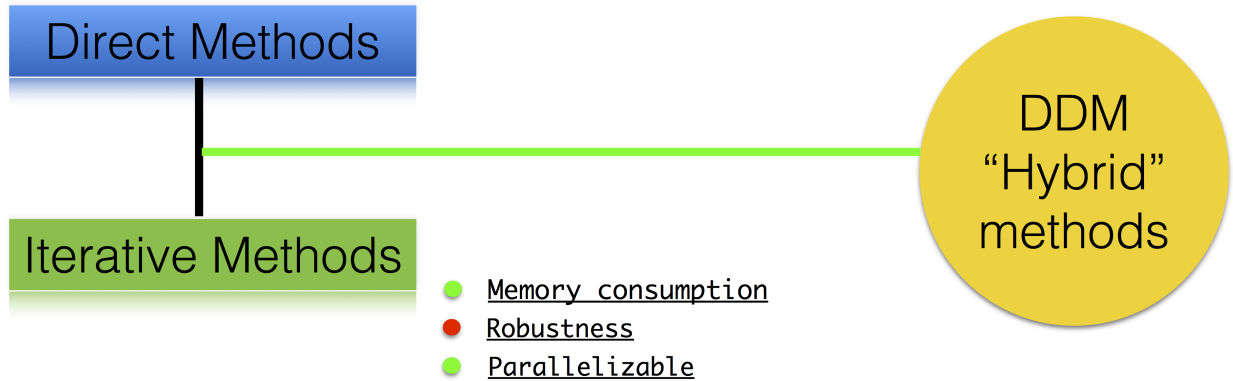 Direct Methods
DDM
“Hybrid”
methods
Iterative Methods
Memory consumption
Robustness
Parallelizable